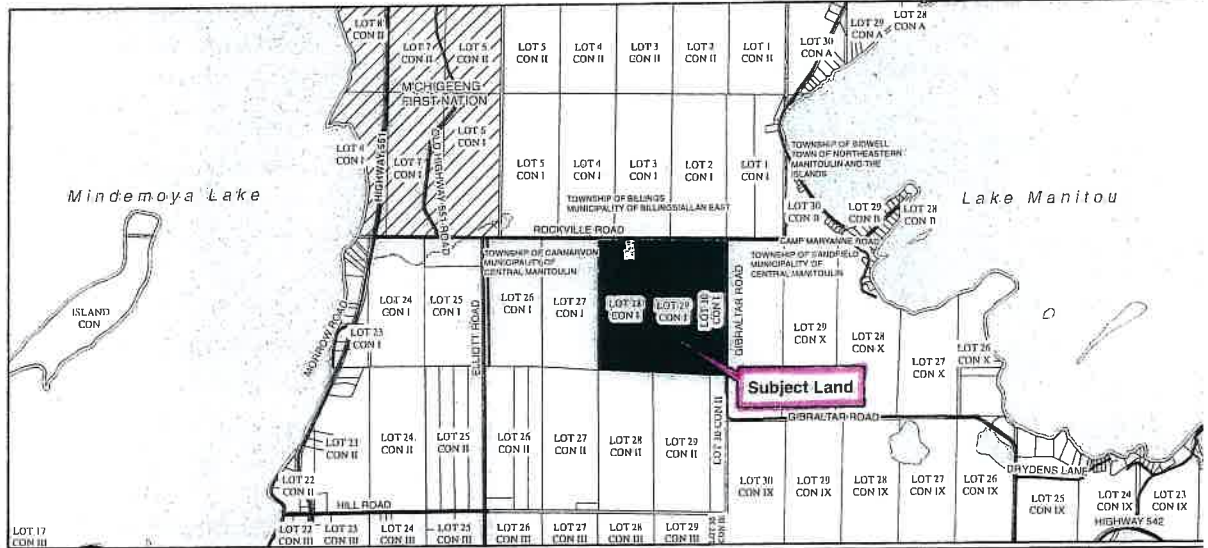 LOT 8
CON II
LOT 7
CON II
LOT 5
CON II
M'CHIGEENG
FIRST NATION
LOT 5
CON I
LOT 7
CON I
CON I
HIGHWAY 551
OLD HIGHWAY 551 ROAD
LOT 5
CON II
LOT 4
CON II
LOT 3
CON II
LOT 2
CON II
LOT 1
CON II
LOT 30
CON A
LOT 29
CON A
LOT 28
CON A
LOT 5
CON I
LOT 4
CON I
LOT 3
CON I
LOT 2
CON I
LOT 1
CON I
TOWNSHIP OF BIDWELL
TOWN OF NORTHEASTERN
MANITOULIN AND THE
ISLANDS
LOT 30
CON II
LOT 29
CON II
LOT 28
CON II
Mindemoya Lake
Lake Manitou
TOWNSHIP OF BILLINGS
MUNICIPALITY OF BILLINGS/ALLAN EAST
ROCKVILLE ROAD
CAMP MARYANNE ROAD
TOWNSHIP OF CARNARVON
MUNICIPALITY OF
CENTRAL MANITOULIN
TOWNSHIP OF SANDFIELD
MUNICIPALITY OF
CENTRAL MANITOULIN
ISLAND
CON
MORROW ROAD
LOT 23
CON I
LOT 24
CON I
LOT 25
CON I
ELLIOTT ROAD
LOT 26
CON I
LOT 27
CON I
LOT 28
CON I
LOT 29
CON I
LOT 30
CON I
GIBRALTAR ROAD
LOT 29
CON X
LOT 28
CON X
LOT 27
CON X
LOT 26
CON X
Subject Land
GIBRALTAR ROAD
LOT 23
CON II
LOT 24
CON II
LOT 25
CON II
LOT 26
CON II
LOT 27
CON II
LOT 28
CON II
LOT 29
CON II
LOT 30 CON II
LOT 22
CON II
HILL ROAD
LOT 30
CON IX
LOT 29
CON IX
LOT 28
CON IX
LOT 27
CON IX
LOT 26
CON IX
DRYDENS LANE
LOT 25
CON IX
LOT 24
CON IX
LOT 23
CON IX
HIGHWAY 542
LOT 17
CON III
LOT 22
CON III
LOT 23
CON III
LOT 24
CON III
LOT 25
CON III
LOT 26
CON III
LOT 27
CON III
LOT 28
CON III
LOT 29
CON III
LOT 30
CON III